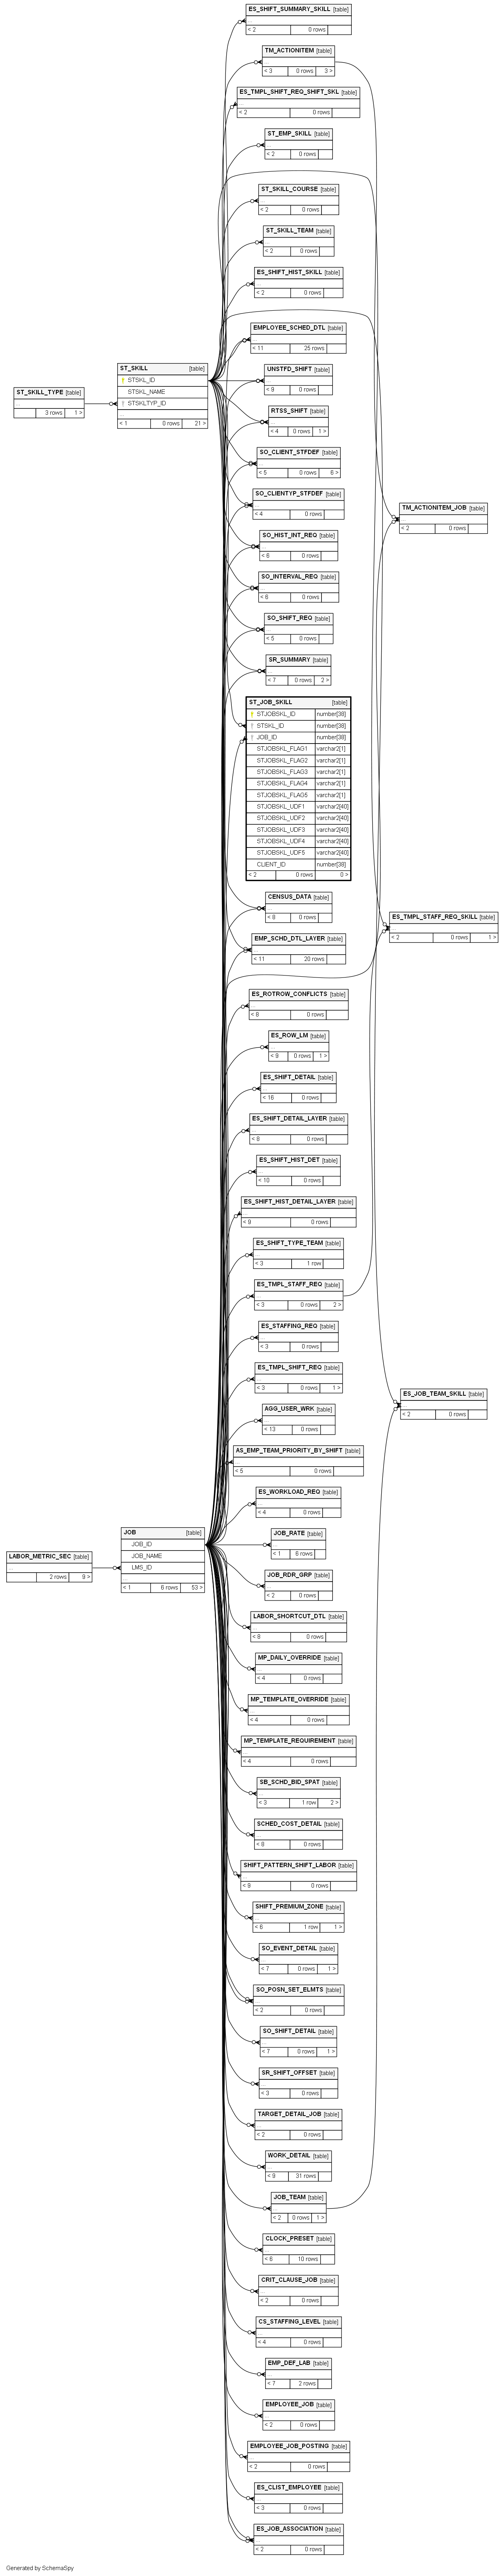 ES_SHIFT_SUMMARY_SKILL [table]
...
< 2 0 rows
TM_ACTIONITEM [table]
...
< 3 0 rows 3 >
ES_TMPL_SHIFT_REQ_SHIFT_SKL [table]
...
< 2 0 rows
ST_EMP_SKILL [table]
...
< 2 0 rows
ST_SKILL_COURSE [table]
...
< 2 0 rows
ST_SKILL_TEAM [table]
...
< 2 0 rows
ES_SHIFT_HIST_SKILL [table]
...
< 2 0 rows
EMPLOYEE_SCHED_DTL [table]
...
< 11 25 rows
ST_SKILL [table]
STSKL_ID
STSKL_NAME
STSKLTYP_ID
...
< 1 0 rows 21 >
UNSTFD_SHIFT [table]
...
< 9 0 rows
ST_SKILL_TYPE [table]
...
3 rows 1 >
RTSS_SHIFT [table]
...
< 4 0 rows 1 >
SO_CLIENT_STFDEF [table]
...
< 5 0 rows 6 >
SO_CLIENTYP_STFDEF [table]
...
< 4 0 rows
TM_ACTIONITEM_JOB [table]
...
< 2 0 rows
SO_HIST_INT_REQ [table]
...
< 6 0 rows
SO_INTERVAL_REQ [table]
...
< 6 0 rows
SO_SHIFT_REQ [table]
...
< 5 0 rows
SR_SUMMARY [table]
...
< 7 0 rows 2 >
ST_JOB_SKILL [table]
STJOBSKL_ID number[38]
STSKL_ID number[38]
JOB_ID number[38]
STJOBSKL_FLAG1 varchar2[1]
STJOBSKL_FLAG2 varchar2[1]
STJOBSKL_FLAG3 varchar2[1]
STJOBSKL_FLAG4 varchar2[1]
STJOBSKL_FLAG5 varchar2[1]
STJOBSKL_UDF1 varchar2[40]
STJOBSKL_UDF2 varchar2[40]
STJOBSKL_UDF3 varchar2[40]
STJOBSKL_UDF4 varchar2[40]
STJOBSKL_UDF5 varchar2[40]
CLIENT_ID number[38]
< 2 0 rows 0 >
CENSUS_DATA [table]
...
< 8 0 rows
ES_TMPL_STAFF_REQ_SKILL [table]
...
< 2 0 rows 1 >
EMP_SCHD_DTL_LAYER [table]
...
< 11 20 rows
ES_ROTROW_CONFLICTS [table]
...
< 8 0 rows
ES_ROW_LM [table]
...
< 9 0 rows 1 >
ES_SHIFT_DETAIL [table]
...
< 16 0 rows
ES_SHIFT_DETAIL_LAYER [table]
...
< 8 0 rows
ES_SHIFT_HIST_DET [table]
...
< 10 0 rows
ES_SHIFT_HIST_DETAIL_LAYER [table]
...
< 9 0 rows
ES_SHIFT_TYPE_TEAM [table]
...
< 3 1 row
ES_TMPL_STAFF_REQ [table]
...
< 3 0 rows 2 >
ES_STAFFING_REQ [table]
...
< 3 0 rows
ES_TMPL_SHIFT_REQ [table]
...
< 3 0 rows 1 >
ES_JOB_TEAM_SKILL [table]
...
< 2 0 rows
AGG_USER_WRK [table]
...
< 13 0 rows
AS_EMP_TEAM_PRIORITY_BY_SHIFT [table]
...
< 5 0 rows
ES_WORKLOAD_REQ [table]
...
< 4 0 rows
JOB [table]
JOB_ID
JOB_NAME
LMS_ID
...
< 1 6 rows 53 >
JOB_RATE [table]
...
< 1 6 rows
LABOR_METRIC_SEC [table]
...
2 rows 9 >
JOB_RDR_GRP [table]
...
< 2 0 rows
LABOR_SHORTCUT_DTL [table]
...
< 8 0 rows
MP_DAILY_OVERRIDE [table]
...
< 4 0 rows
MP_TEMPLATE_OVERRIDE [table]
...
< 4 0 rows
MP_TEMPLATE_REQUIREMENT [table]
...
< 4 0 rows
SB_SCHD_BID_SPAT [table]
...
< 3 1 row 2 >
SCHED_COST_DETAIL [table]
...
< 8 0 rows
SHIFT_PATTERN_SHIFT_LABOR [table]
...
< 9 0 rows
SHIFT_PREMIUM_ZONE [table]
...
< 6 1 row 1 >
SO_EVENT_DETAIL [table]
...
< 7 0 rows 1 >
SO_POSN_SET_ELMTS [table]
...
< 2 0 rows
SO_SHIFT_DETAIL [table]
...
< 7 0 rows 1 >
SR_SHIFT_OFFSET [table]
...
< 3 0 rows
TARGET_DETAIL_JOB [table]
...
< 2 0 rows
WORK_DETAIL [table]
...
< 9 31 rows
JOB_TEAM [table]
...
< 2 0 rows 1 >
CLOCK_PRESET [table]
...
< 6 10 rows
CRIT_CLAUSE_JOB [table]
...
< 2 0 rows
CS_STAFFING_LEVEL [table]
...
< 4 0 rows
EMP_DEF_LAB [table]
...
< 7 2 rows
EMPLOYEE_JOB [table]
...
< 2 0 rows
EMPLOYEE_JOB_POSTING [table]
...
< 2 0 rows
ES_CLIST_EMPLOYEE [table]
...
< 3 0 rows
ES_JOB_ASSOCIATION [table]
...
< 2 0 rows
Generated by SchemaSpy